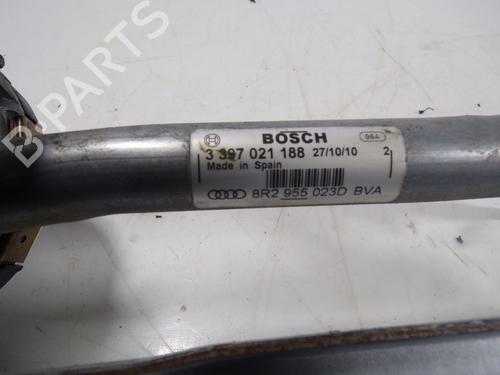 B-PARTS
BOSCH 964
3 397 021 188 27/10/10 2
Made in Spain
8R2 955 023D BVA